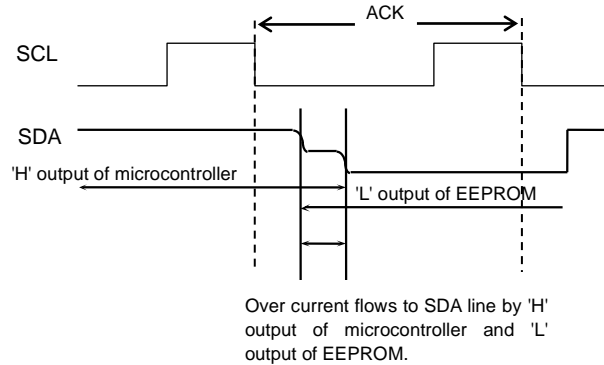 ACK
SCL
SDA
'H' output of microcontroller
'L' output of EEPROM
Over current flows to SDA line by 'H'
output of microcontroller and 'L'
output of EEPROM.